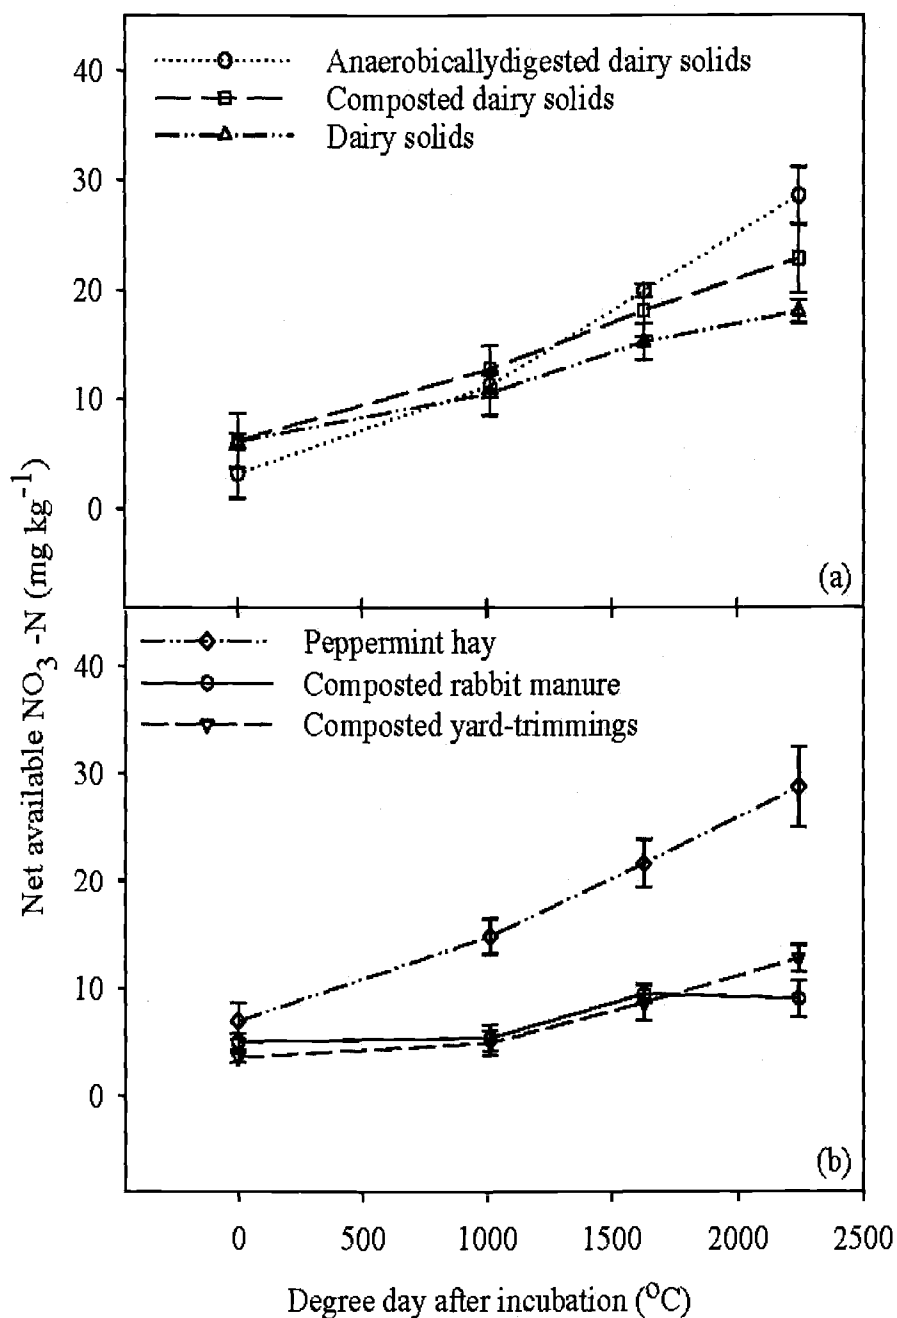 40
30
20
10
0
Anaerobicallydigested dairy solids
Composted dairy solids
Dairy solids
(a)
Net available NO3 -N (mg kg-1)
Peppermint hay
Composted rabbit manure
Composted yard-trimmings
40
30
20
10
0
(b)
0 500 1000 1500 2000 2500
Degree day after incubation (oC)